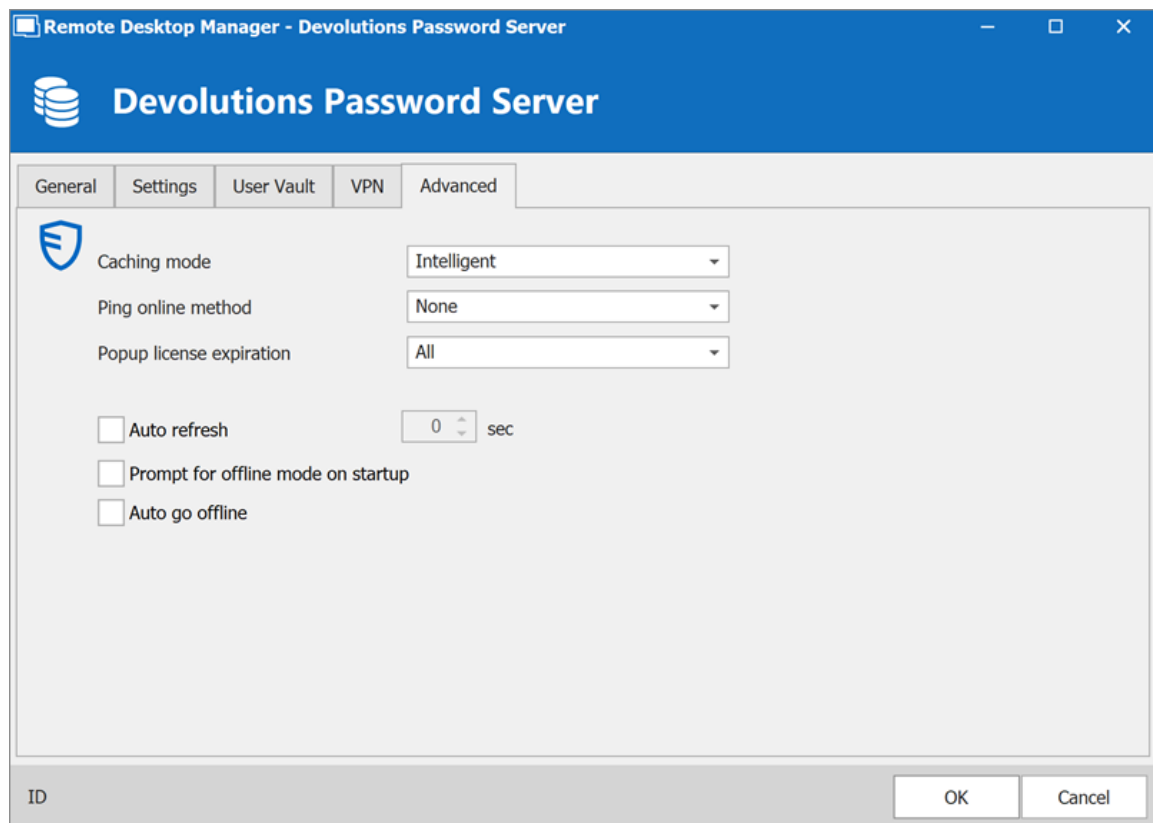 Remote Desktop Manager - Devolutions Password Server
Devolutions Password Server
General Settings User Vault VPN Advanced
Caching mode Intelligent
Ping online method None
Popup license expiration All
Auto refresh 0 sec
Prompt for offline mode on startup
Auto go offline
ID OK Cancel